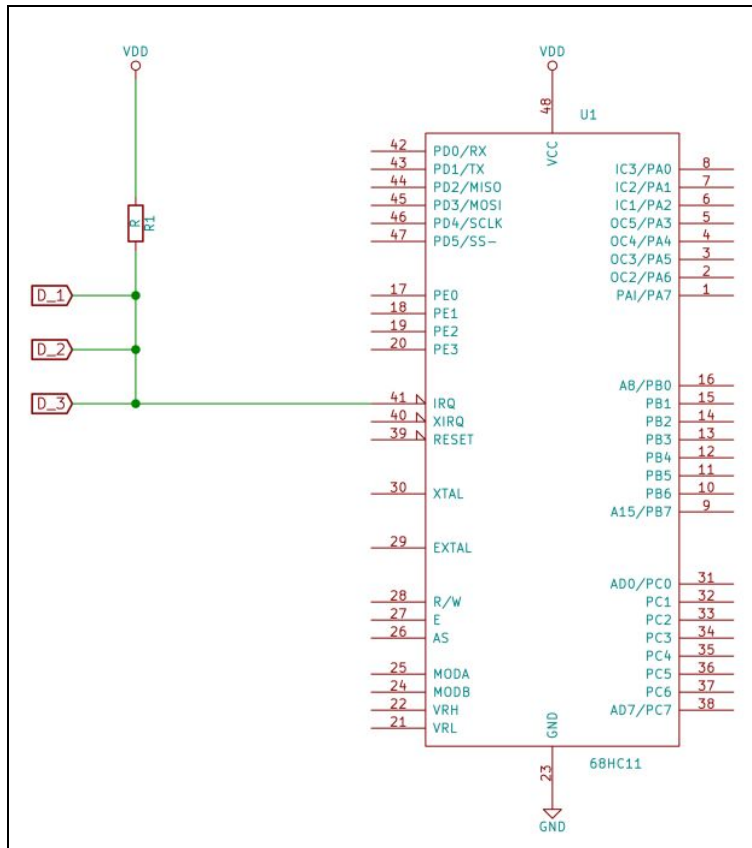 VDD
R
R1
D_1
D_2
D_3
VDD
48
VCC
U1
42 PD0/RX
43 PD1/TX
44 PD2/MISO
45 PD3/MOSI
46 PD4/SCLK
47 PD5/SS-
17 PE0
18 PE1
19 PE2
20 PE3
41 IRQ
40 XIRQ
39 RESET
30 XTAL
29 EXTAL
28 R/W
27 E
26 AS
25 MODA
24 MODB
22 VRH
21 VRL
IC3/PA0 8
IC2/PA1 7
IC1/PA2 6
OC5/PA3 5
OC4/PA4 4
OC3/PA5 3
OC2/PA6 2
PAI/PA7 1
A8/PB0 16
PB1 15
PB2 14
PB3 13
PB4 12
PB5 11
PB6 10
A15/PB7 9
AD0/PC0 31
PC1 32
PC2 33
PC3 34
PC4 35
PC5 36
PC6 37
AD7/PC7 38
GND
23
68HC11
GND